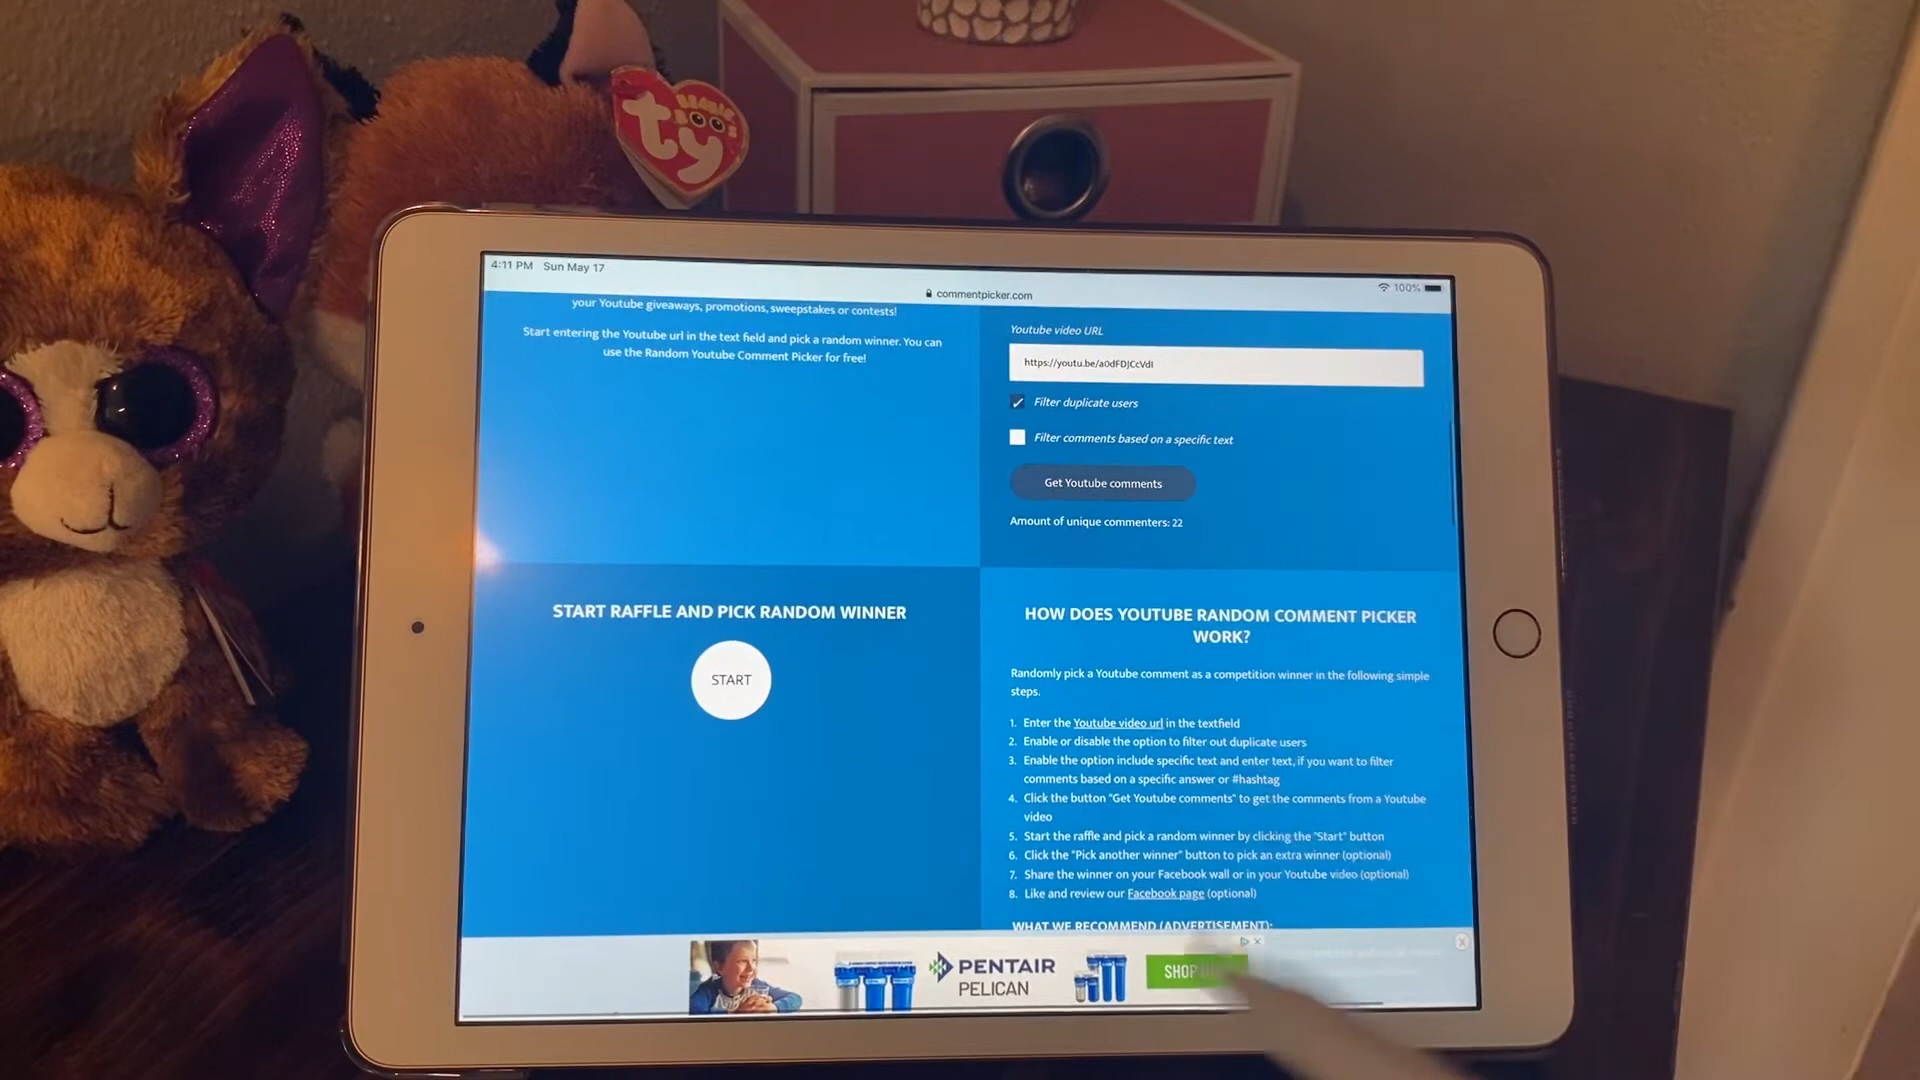 BEANIE
BOOS
ty
4:11 PM Sun May 17
commentpicker.com
100%
your Youtube giveaways, promotions, sweepstakes or contests!
Start entering the Youtube url in the text field and pick a random winner. You can
use the Random Youtube Comment Picker for free!
Youtube video URL
https://youtu.be/a0dFDJCcVdI
Filter duplicate users
Filter comments based on a specific text
Get Youtube comments
Amount of unique commenters: 22
START RAFFLE AND PICK RANDOM WINNER
START
HOW DOES YOUTUBE RANDOM COMMENT PICKER
WORK?
Randomly pick a Youtube comment as a competition winner in the following simple
steps.
1. Enter the Youtube video url in the textfield
2. Enable or disable the option to filter out duplicate users
3. Enable the option include specific text and enter text, if you want to filter
comments based on a specific answer or #hashtag
4. Click the button "Get Youtube comments" to get the comments from a Youtube
video
5. Start the raffle and pick a random winner by clicking the "Start" button
6. Click the "Pick another winner" button to pick an extra winner (optional)
7. Share the winner on your Facebook wall or in your Youtube video (optional)
8. Like and review our Facebook page (optional)
WHAT WE RECOMMEND (ADVERTISEMENT):
PENTAIR
PELICAN
SHOP